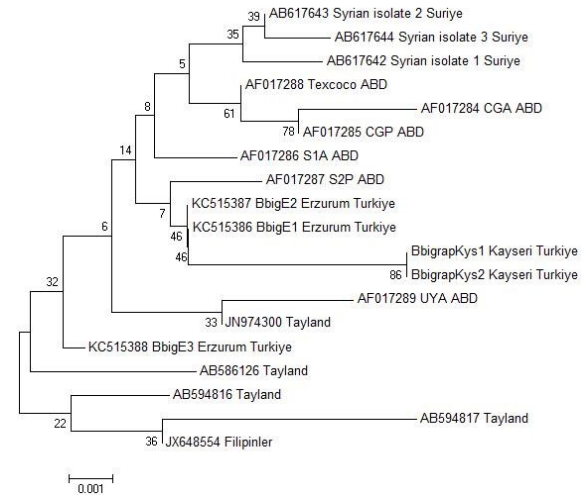 39
AB617643 Syrian isolate 2 Suriye
35
AB617644 Syrian isolate 3 Suriye
AB617642 Syrian isolate 1 Suriye
5
AF017288 Texcoco ABD
61
AF017284 CGA ABD
78
AF017285 CGP ABD
8
AF017286 S1A ABD
14
AF017287 S2P ABD
7
KC515387 BbigE2 Erzurum Turkiye
46
KC515386 BbigE1 Erzurum Turkiye
46
BbigrapKys1 Kayseri Turkiye
86
BbigrapKys2 Kayseri Turkiye
6
AF017289 UYA ABD
33
JN974300 Tayland
32
KC515388 BbigE3 Erzurum Turkiye
AB586126 Tayland
AB594816 Tayland
22
AB594817 Tayland
36
JX648554 Filipinler
0.001